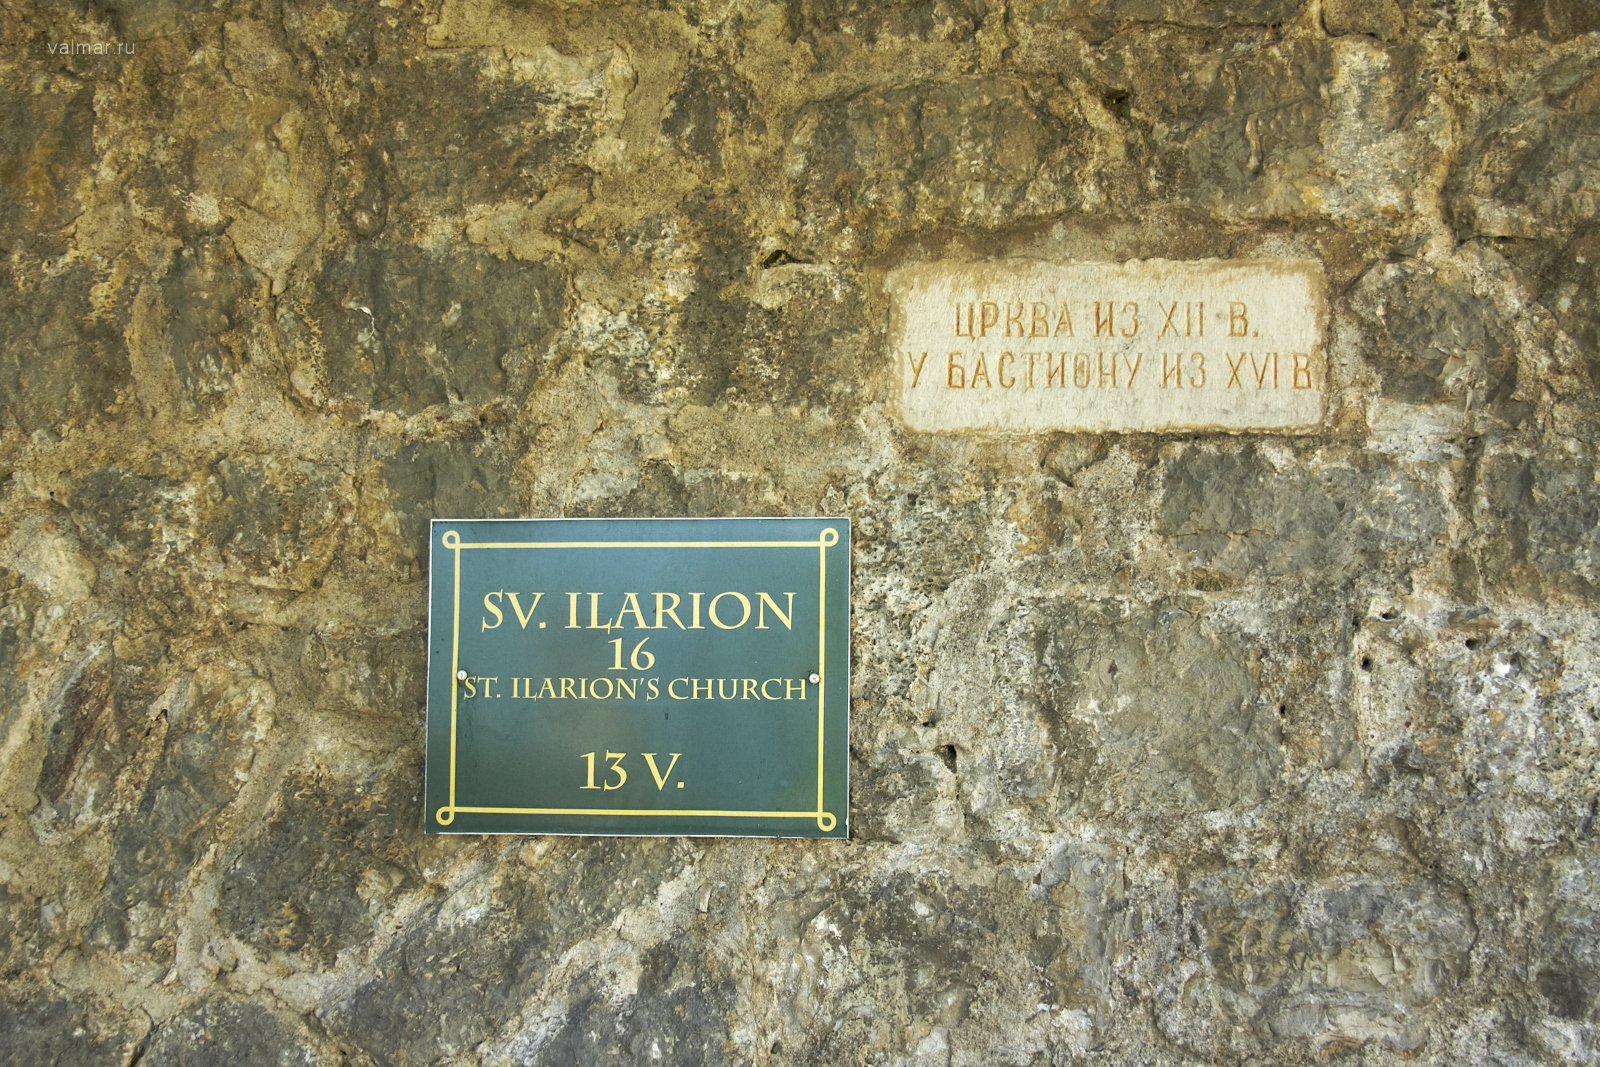 valmar.ru
ЦРКВА ИЗ XII В.
У БАСТИОНУ ИЗ XVI В
SV. ILARION
16
ST. ILARION'S CHURCH
13 V.